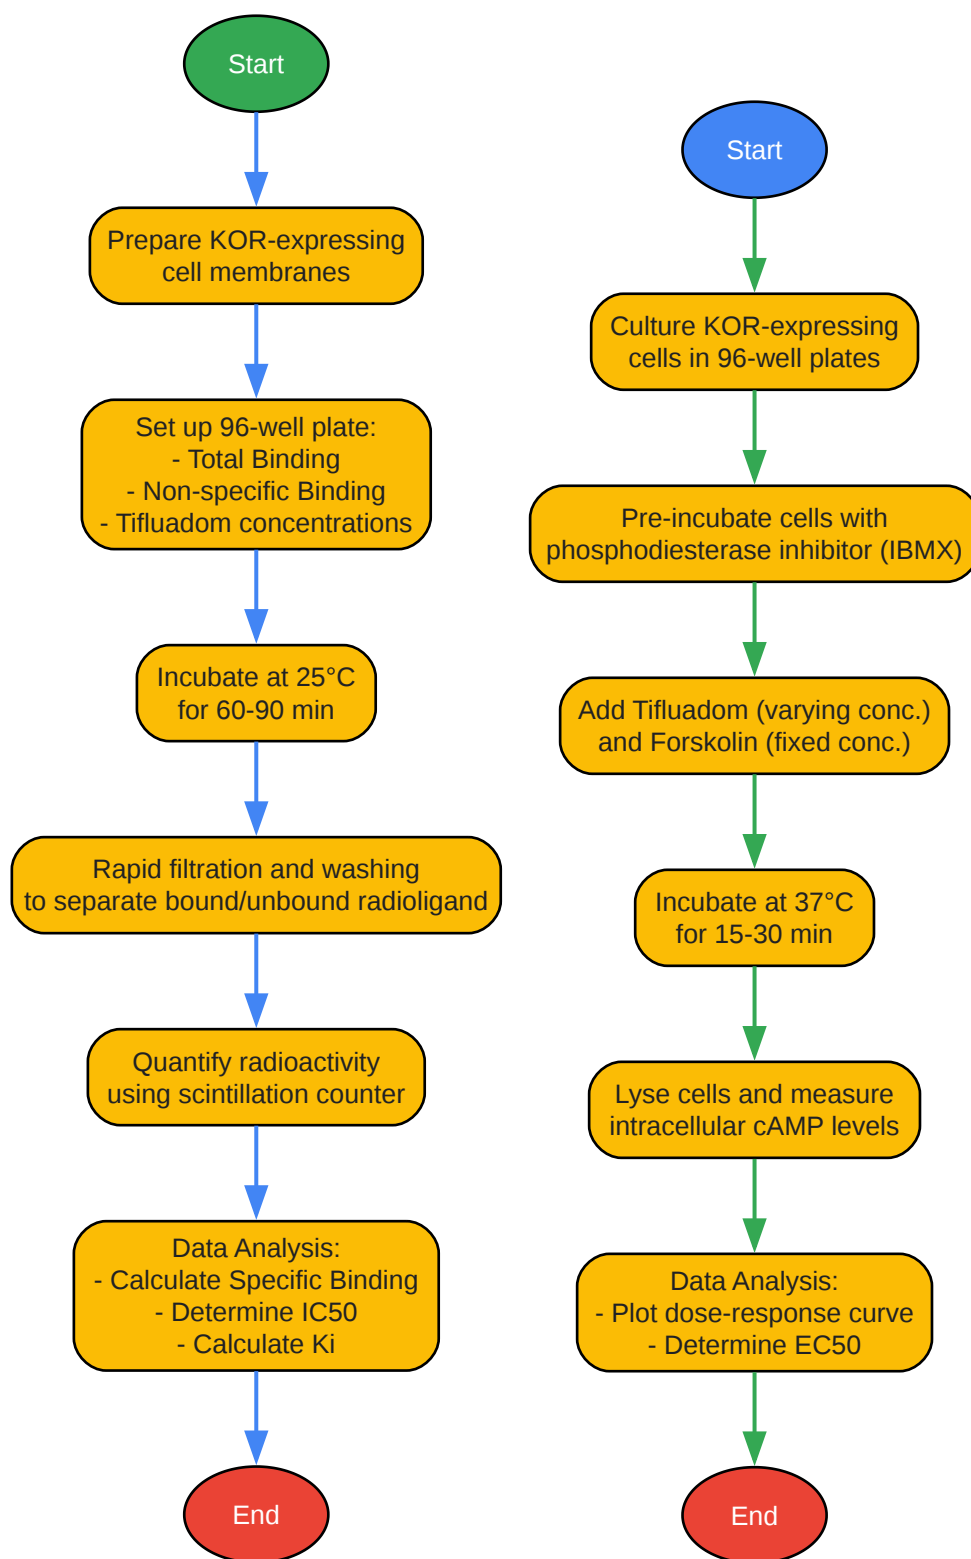 Start
Prepare KOR-expressing
cell membranes
Set up 96-well plate:
- Total Binding
- Non-specific Binding
- Tifluadom concentrations
Incubate at 25°C
for 60-90 min
Rapid filtration and washing
to separate bound/unbound radioligand
Quantify radioactivity
using scintillation counter
Data Analysis:
- Calculate Specific Binding
- Determine IC50
- Calculate Ki
End
Start
Culture KOR-expressing
cells in 96-well plates
Pre-incubate cells with
phosphodiesterase inhibitor (IBMX)
Add Tifluadom (varying conc.)
and Forskolin (fixed conc.)
Incubate at 37°C
for 15-30 min
Lyse cells and measure
intracellular cAMP levels
Data Analysis:
- Plot dose-response curve
- Determine EC50
End